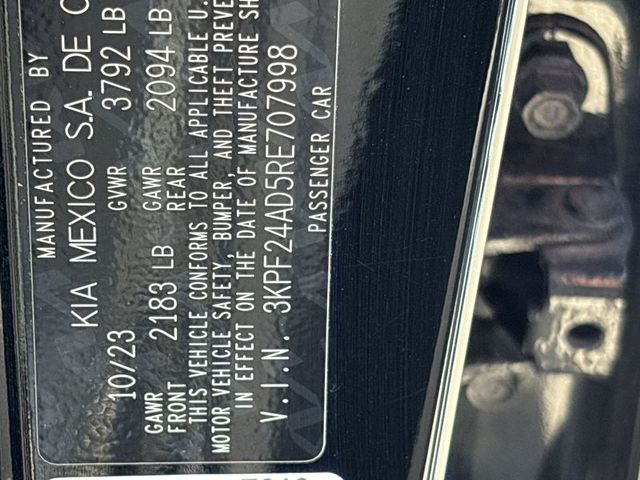 MANUFACTURED BY
KIA MEXICO S.A. DE C
10/23 GVWR 3792 LB
GAWR FRONT 2183 LB GAWR REAR 2094 LB
THIS VEHICLE CONFORMS TO ALL APPLICABLE U.
MOTOR VEHICLE SAFETY, BUMPER, AND THEFT PREVE
IN EFFECT ON THE DATE OF MANUFACTURE SH
V.I.N. 3KPF24AD5RE707998
PASSENGER CAR